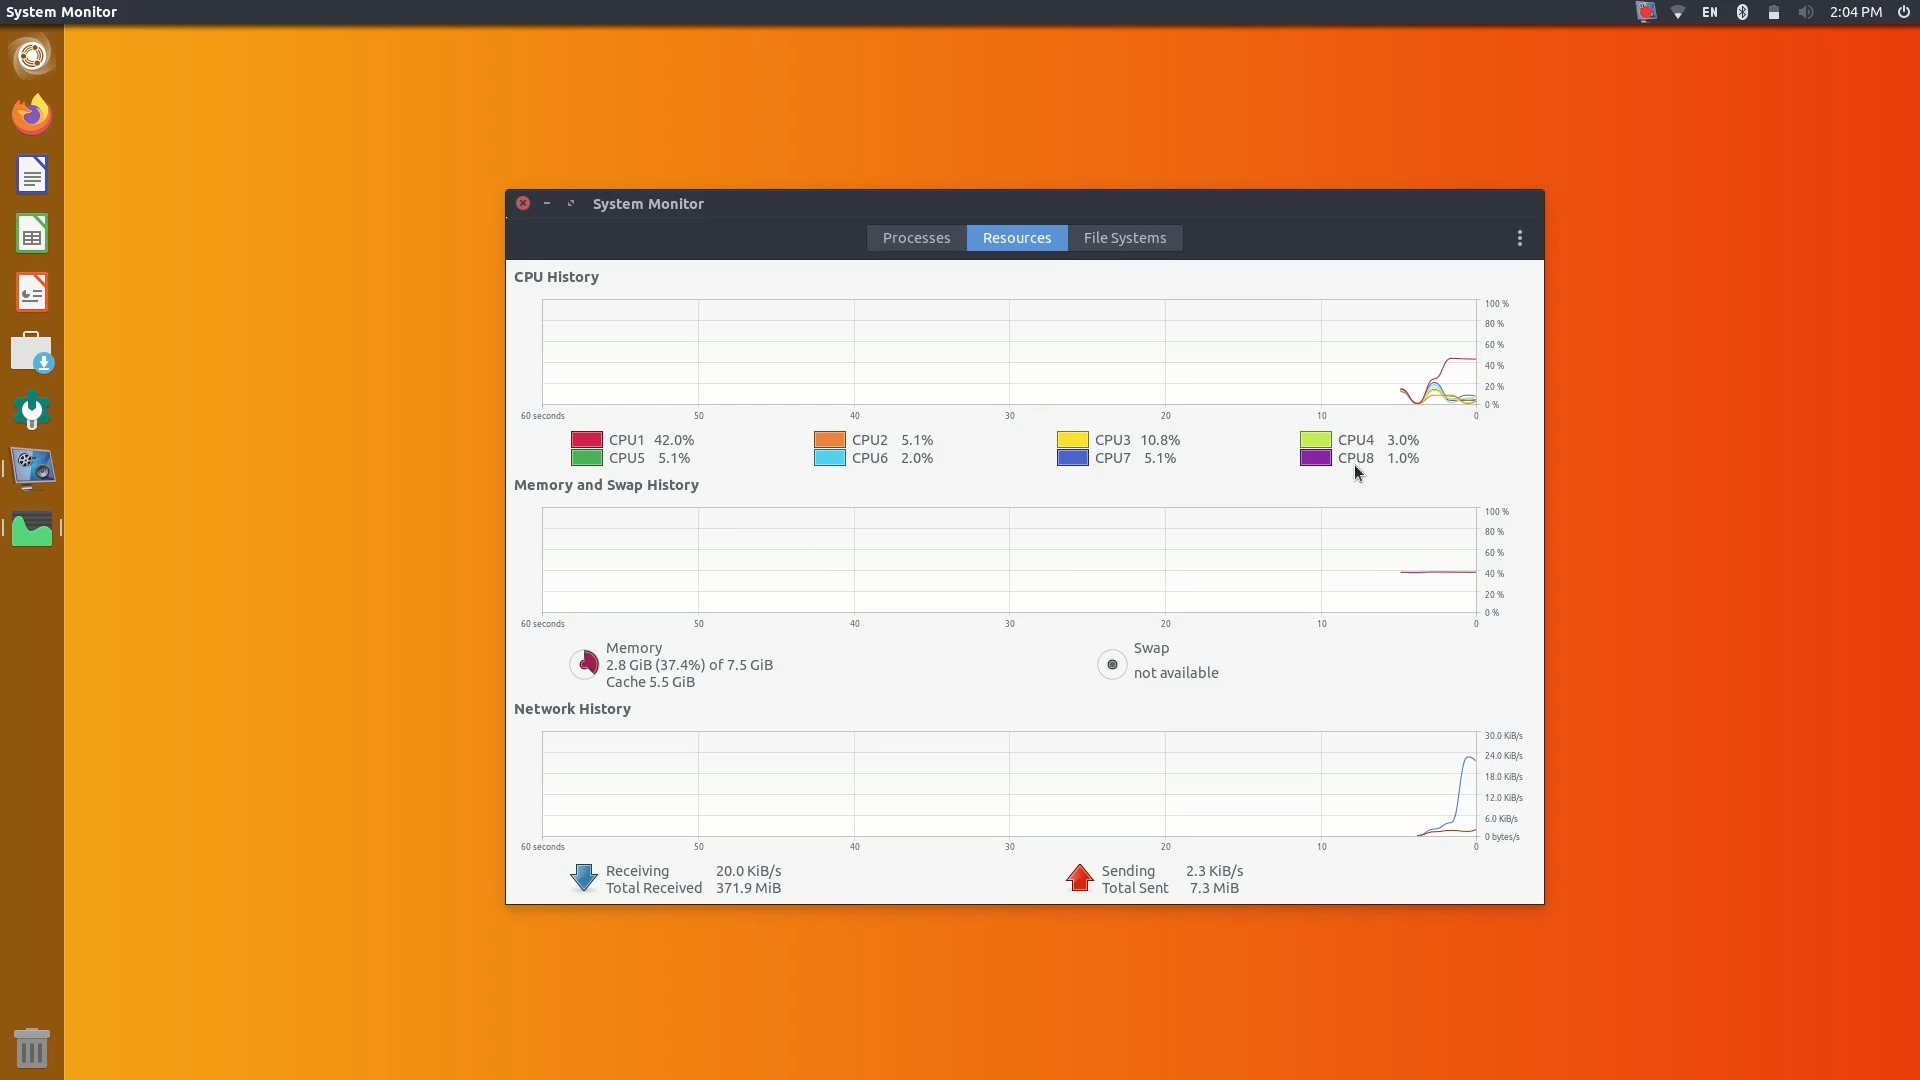 System Monitor
EN
2:04 PM
System Monitor
Processes Resources File Systems
CPU History
100 %
80 %
60 %
40 %
20 %
0 %
60 seconds 50 40 30 20 10 0
CPU1 42.0% CPU2 5.1% CPU3 10.8% CPU4 3.0%
CPU5 5.1% CPU6 2.0% CPU7 5.1% CPU8 1.0%
Memory and Swap History
100 %
80 %
60 %
40 %
20 %
0 %
60 seconds 50 40 30 20 10 0
Memory
2.8 GiB (37.4%) of 7.5 GiB
Cache 5.5 GiB
Swap
not available
Network History
30.0 KiB/s
24.0 KiB/s
18.0 KiB/s
12.0 KiB/s
6.0 KiB/s
0 bytes/s
60 seconds 50 40 30 20 10 0
Receiving 20.0 KiB/s
Total Received 371.9 MiB
Sending 2.3 KiB/s
Total Sent 7.3 MiB